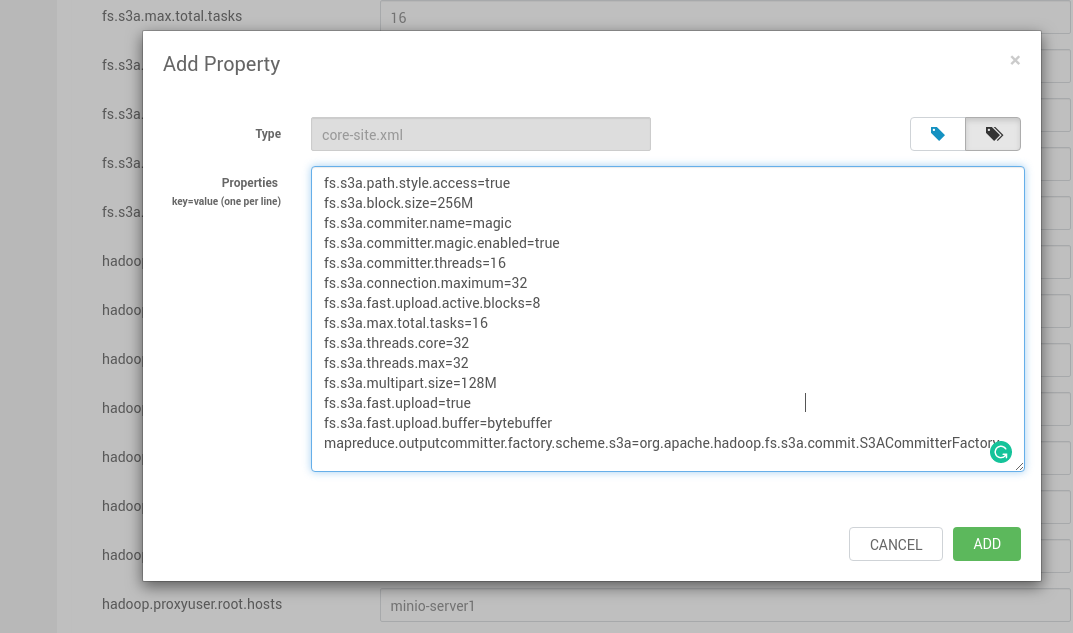 fs.s3a.max.total.tasks
16
Add Property
×
fs.s3a.
Type
core-site.xml
fs.s3a.
fs.s3a.
Properties
key=value (one per line)
fs.s3a.path.style.access=true
fs.s3a.block.size=256M
fs.s3a.commiter.name=magic
fs.s3a.committer.magic.enabled=true
fs.s3a.committer.threads=16
fs.s3a.connection.maximum=32
fs.s3a.fast.upload.active.blocks=8
fs.s3a.max.total.tasks=16
fs.s3a.threads.core=32
fs.s3a.threads.max=32
fs.s3a.multipart.size=128M
fs.s3a.fast.upload=true
fs.s3a.fast.upload.buffer=bytebuffer
mapreduce.outputcommitter.factory.scheme.s3a=org.apache.hadoop.fs.s3a.commit.S3ACommitterFactory
fs.s3a.
hadoop
hadoop
hadoop
hadoop
hadoop
hadoop
hadoop
CANCEL
ADD
hadoop.proxyuser.root.hosts
minio-server1